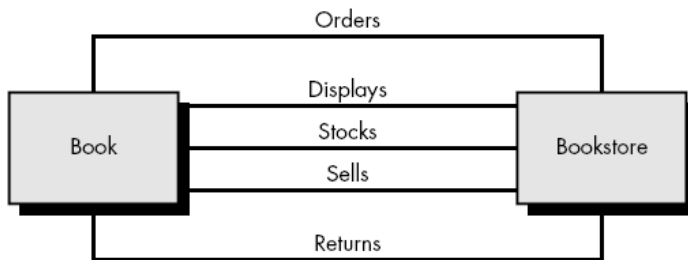 Orders
Displays
Book
Stocks
Bookstore
Sells
Returns